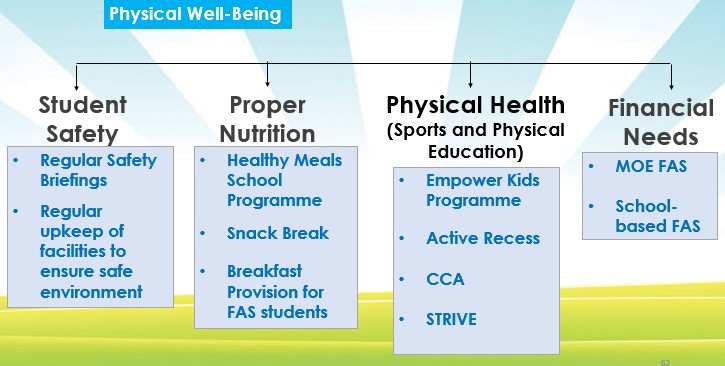 Physical Well-Being
Student
Safety
• Regular Safety
Briefings
• Regular
upkeep of
facilities to
ensure safe
environment
Proper
Nutrition
• Healthy Meals
School
Programme
• Snack Break
• Breakfast
Provision for
FAS students
Physical Health
(Sports and Physical
Education)
• Empower Kids
Programme
• Active Recess
• CCA
• STRIVE
Financial
Needs
• MOE FAS
• School-
based FAS
62